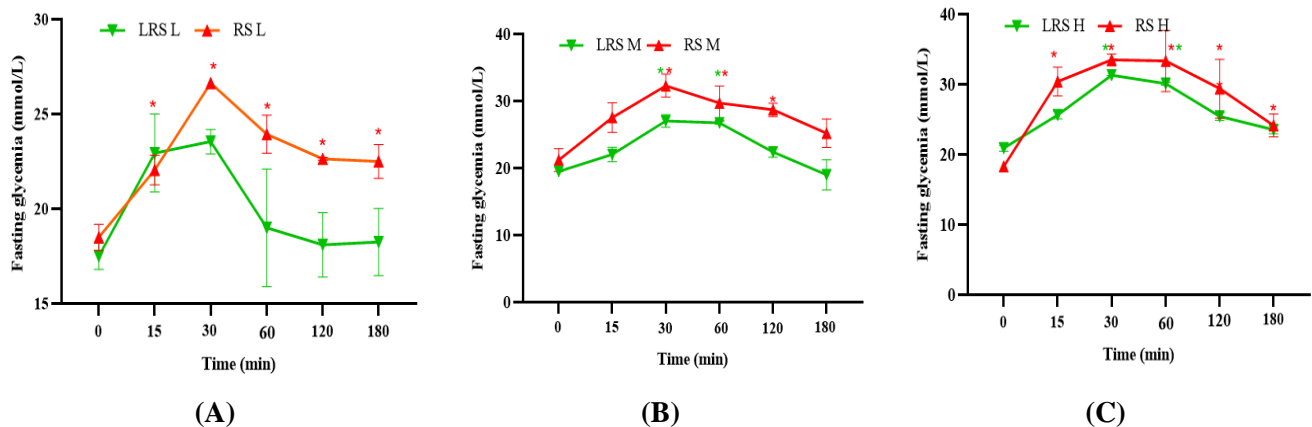 LRS L RS L
30
25
20
15
Fasting glycemia (mmol/L)
* * * * *
0 15 30 60 120 180
Time (min)
(A)
LRS M RS M
40
30
20
10
0
Fasting glycemia (mmol/L)
** ** *
0 15 30 60 120 180
Time (min)
(B)
LRS H RS H
40
30
20
10
0
Fasting glycemia (mmol/L)
* ** ** * *
0 15 30 60 120 180
Time (min)
(C)